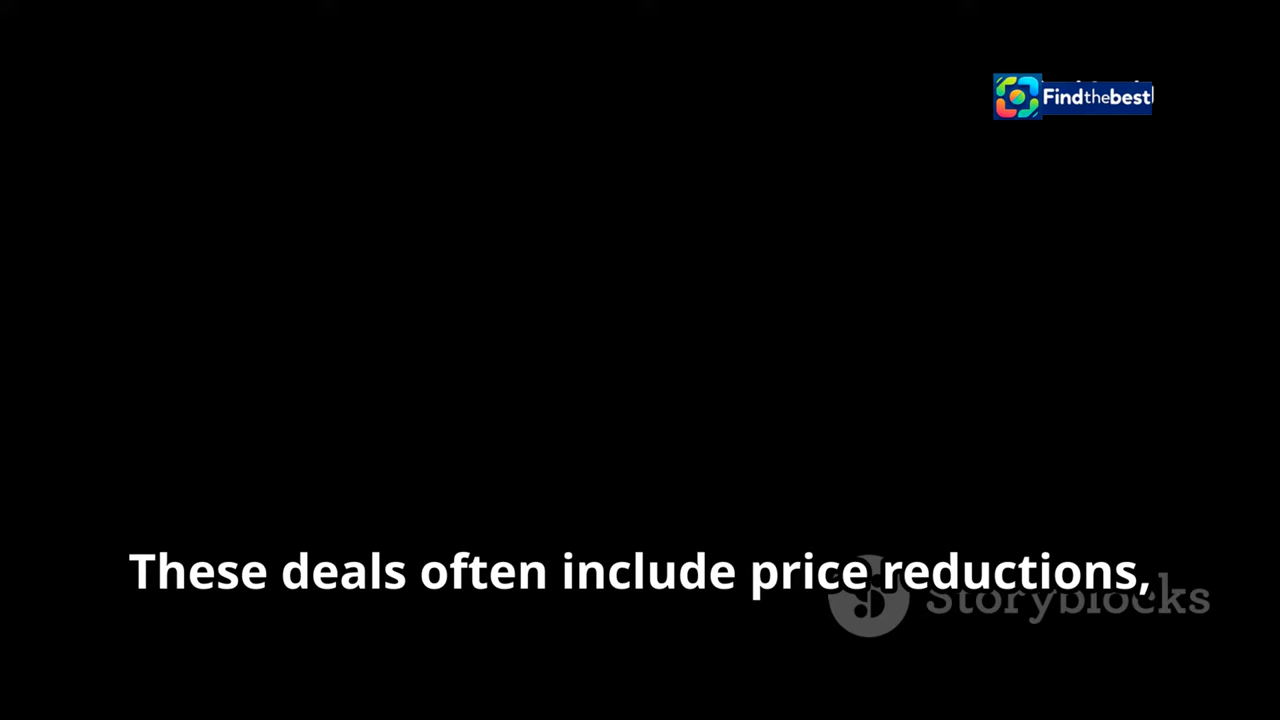 Findthebest
These deals often include price reductions,
Storyblocks